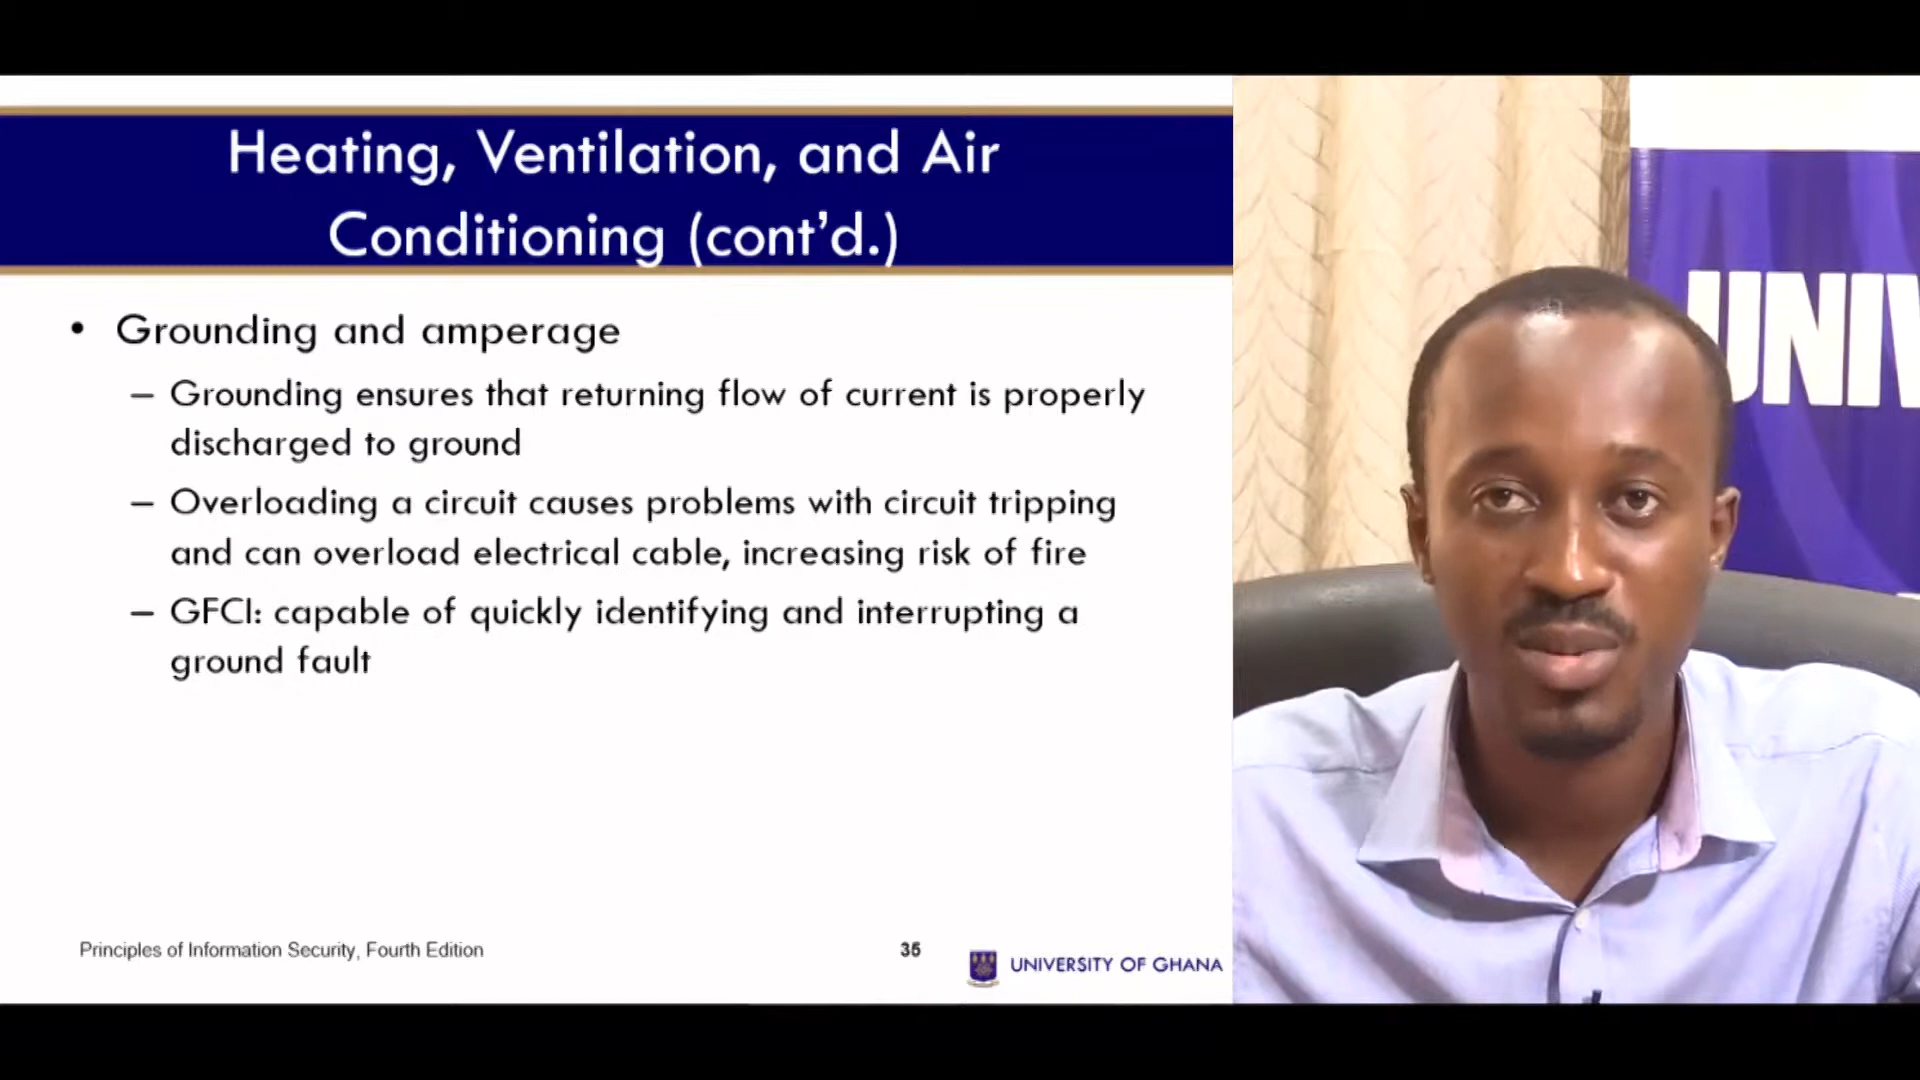 Heating, Ventilation, and Air
Conditioning (cont’d.)
• Grounding and amperage
– Grounding ensures that returning flow of current is properly
discharged to ground
– Overloading a circuit causes problems with circuit tripping
and can overload electrical cable, increasing risk of fire
– GFCI: capable of quickly identifying and interrupting a
ground fault
Principles of Information Security, Fourth Edition
35
UNIVERSITY OF GHANA
UNIV